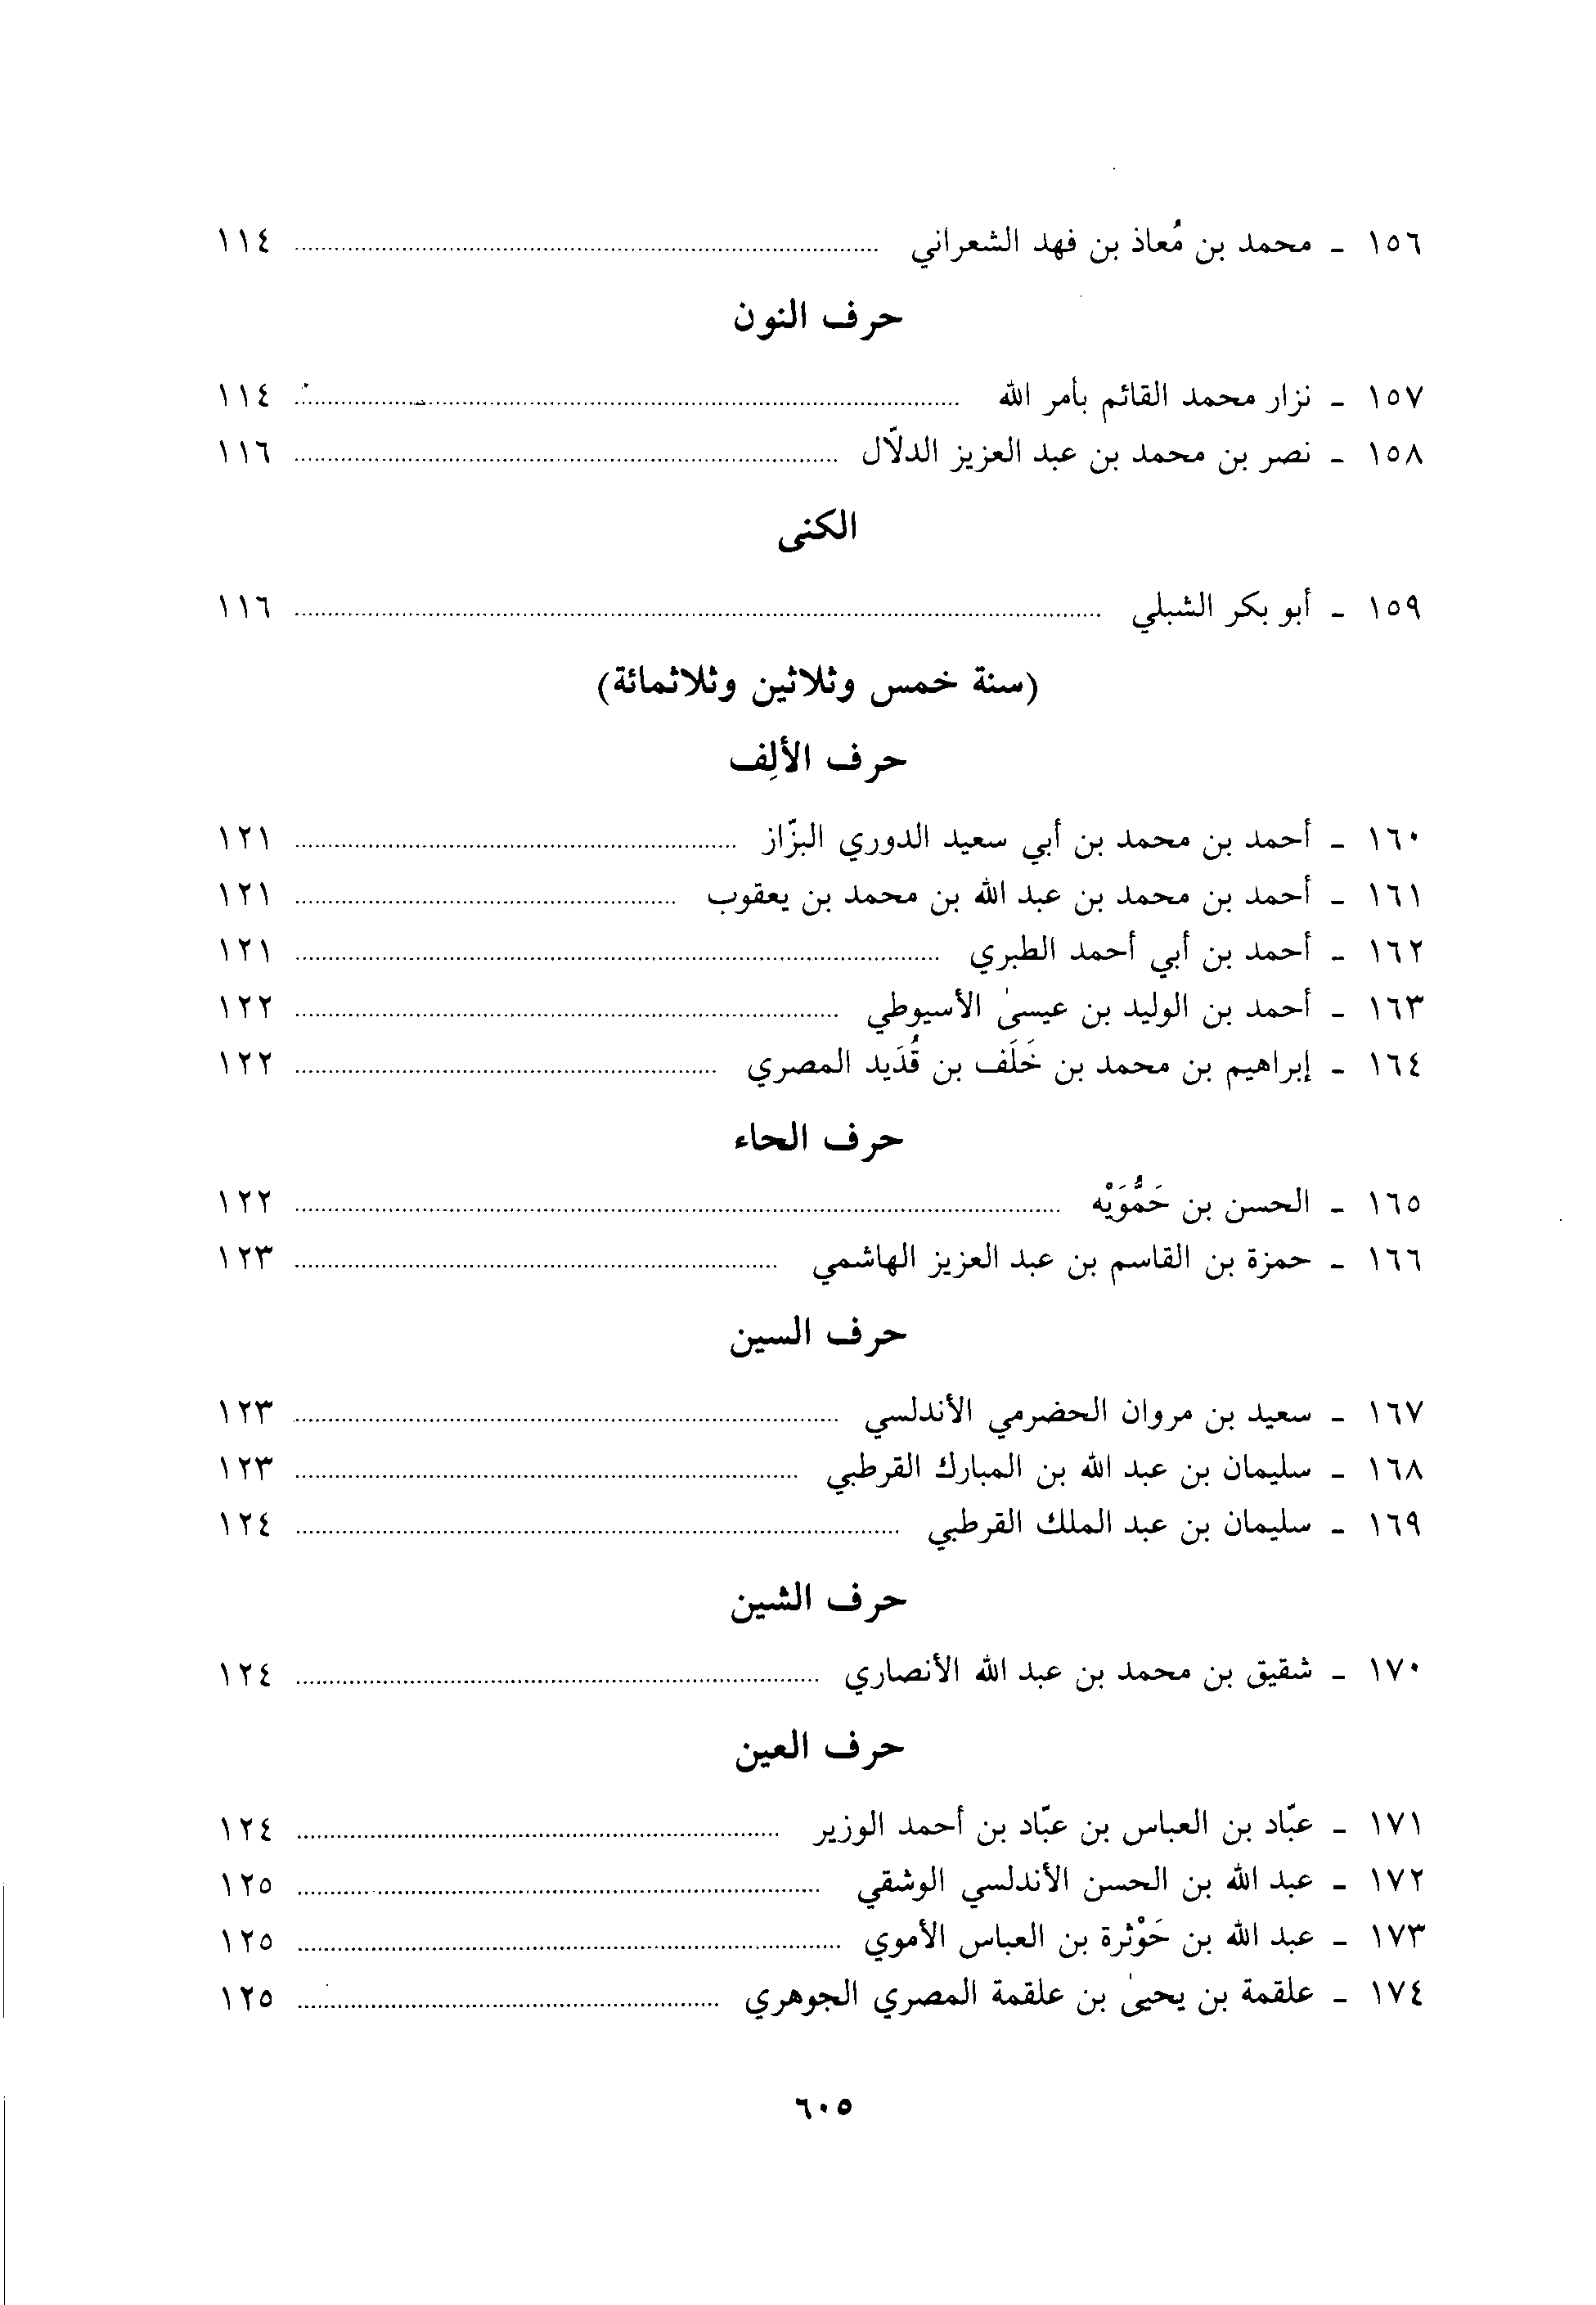 ١٥٦ - محمد بن مُعاذ بن فهد الشعراني ........ ١١٤
حرف النون
١٥٧ - نزار محمد القائم بأمر الله ........ ١١٤
١٥٨ - نصر بن محمد بن عبد العزيز الدلّال ........ ١١٦
الكنى
١٥٩ - أبو بكر الشبلي ........ ١١٦
(سنة خمس وثلاثين وثلاثمائة)
حرف الألِف
١٦٠ - أحمد بن محمد بن أبي سعيد الدوري البزّاز ........ ١٢١
١٦١ - أحمد بن محمد بن عبد الله بن محمد بن يعقوب ........ ١٢١
١٦٢ - أحمد بن أبي أحمد الطبري ........ ١٢١
١٦٣ - أحمد بن الوليد بن عيسىٰ الأسيوطي ........ ١٢٢
١٦٤ - إبراهيم بن محمد بن خَلَف بن قُدَيد المصري ........ ١٢٢
حرف الحاء
١٦٥ - الحسن بن حَمُّوَيْه ........ ١٢٢
١٦٦ - حمزة بن القاسم بن عبد العزيز الهاشمي ........ ١٢٣
حرف السين
١٦٧ - سعيد بن مروان الحضرمي الأندلسي ........ ١٢٣
١٦٨ - سليمان بن عبد الله بن المبارك القرطبي ........ ١٢٣
١٦٩ - سليمان بن عبد الملك القرطبي ........ ١٢٤
حرف الشين
١٧٠ - شقيق بن محمد بن عبد الله الأنصاري ........ ١٢٤
حرف العين
١٧١ - عبّاد بن العباس بن عبّاد بن أحمد الوزير ........ ١٢٤
١٧٢ - عبد الله بن الحسن الأندلسي الوشقي ........ ١٢٥
١٧٣ - عبد الله بن حَوْثرة بن العباس الأموي ........ ١٢٥
١٧٤ - علقمة بن يحيىٰ بن علقمة المصري الجوهري ........ ١٢٥
٦٠٥